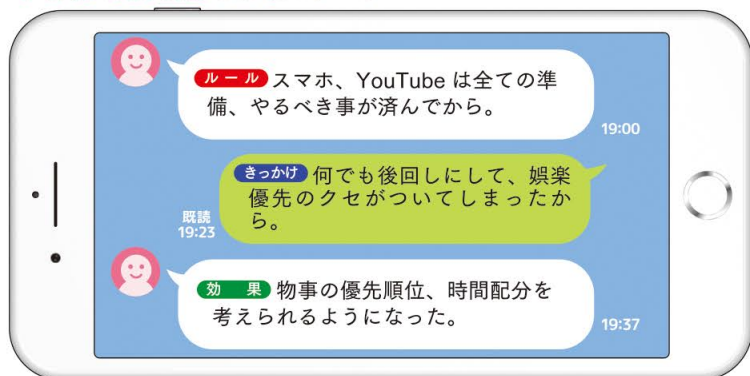 ルール スマホ、YouTube は全ての準
備、やるべき事が済んでから。
19:00
きっかけ 何でも後回しにして、娯楽
優先のクセがついてしまったか
ら。
既読
19:23
効 果 物事の優先順位、時間配分を
考えられるようになった。
19:37